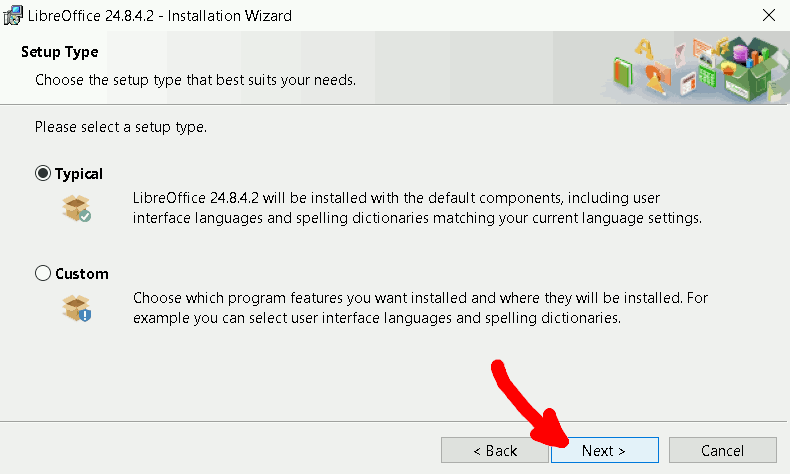 LibreOffice 24.8.4.2 - Installation Wizard
Setup Type
Choose the setup type that best suits your needs.
Please select a setup type.
Typical
LibreOffice 24.8.4.2 will be installed with the default components, including user
interface languages and spelling dictionaries matching your current language settings.
Custom
Choose which program features you want installed and where they will be installed. For
example you can select user interface languages and spelling dictionaries.
< Back Next > Cancel